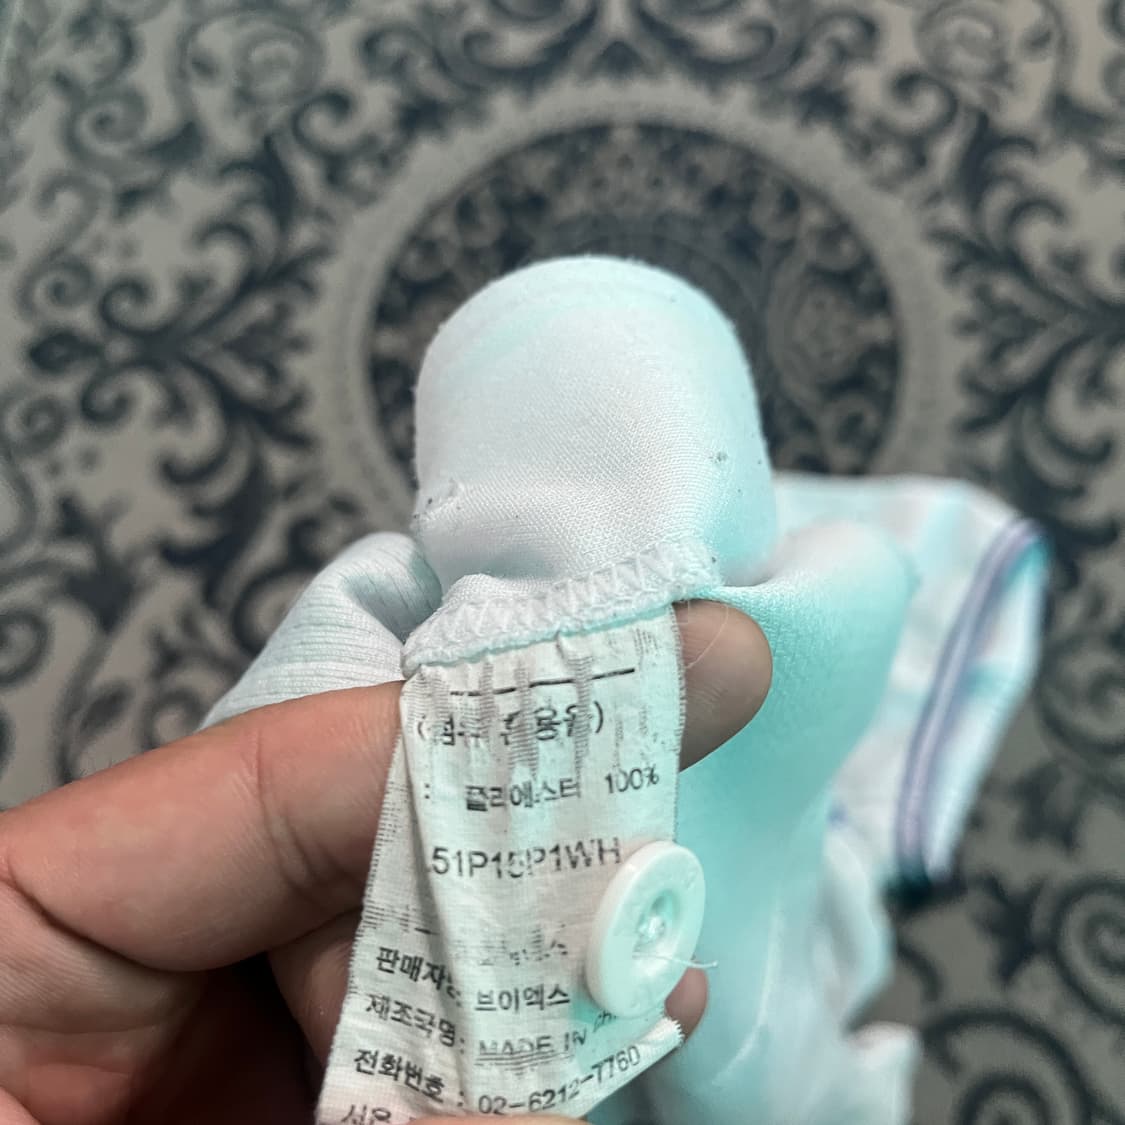 (섬유 혼용율)
: 폴리에스터 100%
51P15P1WH
판매자명:
브이엑스
제조국명: MADE IN
전화번호 : 02-6212-7760